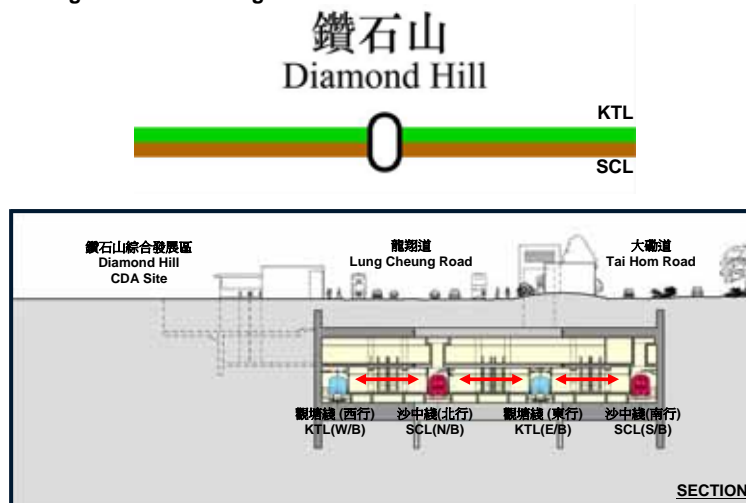 鑽石山
Diamond Hill
KTL
SCL
鑽石山綜合發展區
Diamond Hill
CDA Site
龍翔道
Lung Cheung Road
大磡道
Tai Hom Road
觀塘綫 (西行)
KTL(W/B)
沙中綫(北行)
SCL(N/B)
觀塘綫 (東行)
KTL(E/B)
沙中綫(南行)
SCL(S/B)
SECTION